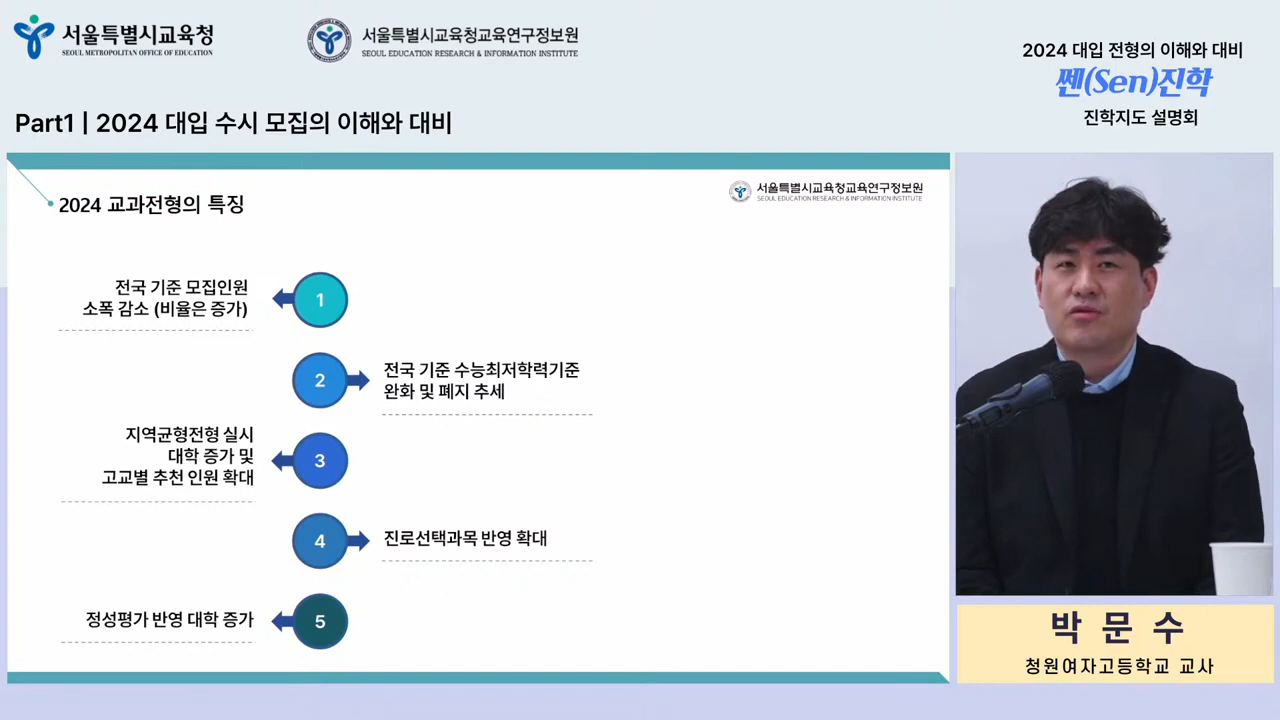 서울특별시교육청
SEOUL METROPOLITAN OFFICE OF EDUCATION
서울특별시교육청교육연구정보원
SEOUL EDUCATION RESEARCH & INFORMATION INSTITUTE
2024 대입 전형의 이해와 대비
쎈(Sen)진학
진학지도 설명회
Part1 | 2024 대입 수시 모집의 이해와 대비
2024 교과전형의 특징
서울특별시교육청교육연구정보원
SEOUL EDUCATION RESEARCH & INFORMATION INSTITUTE
전국 기준 모집인원
소폭 감소 (비율은 증가)
1
2
전국 기준 수능최저학력기준
완화 및 폐지 추세
지역균형전형 실시
대학 증가 및
고교별 추천 인원 확대
3
4
진로선택과목 반영 확대
정성평가 반영 대학 증가
5
박 문 수
청원여자고등학교 교사